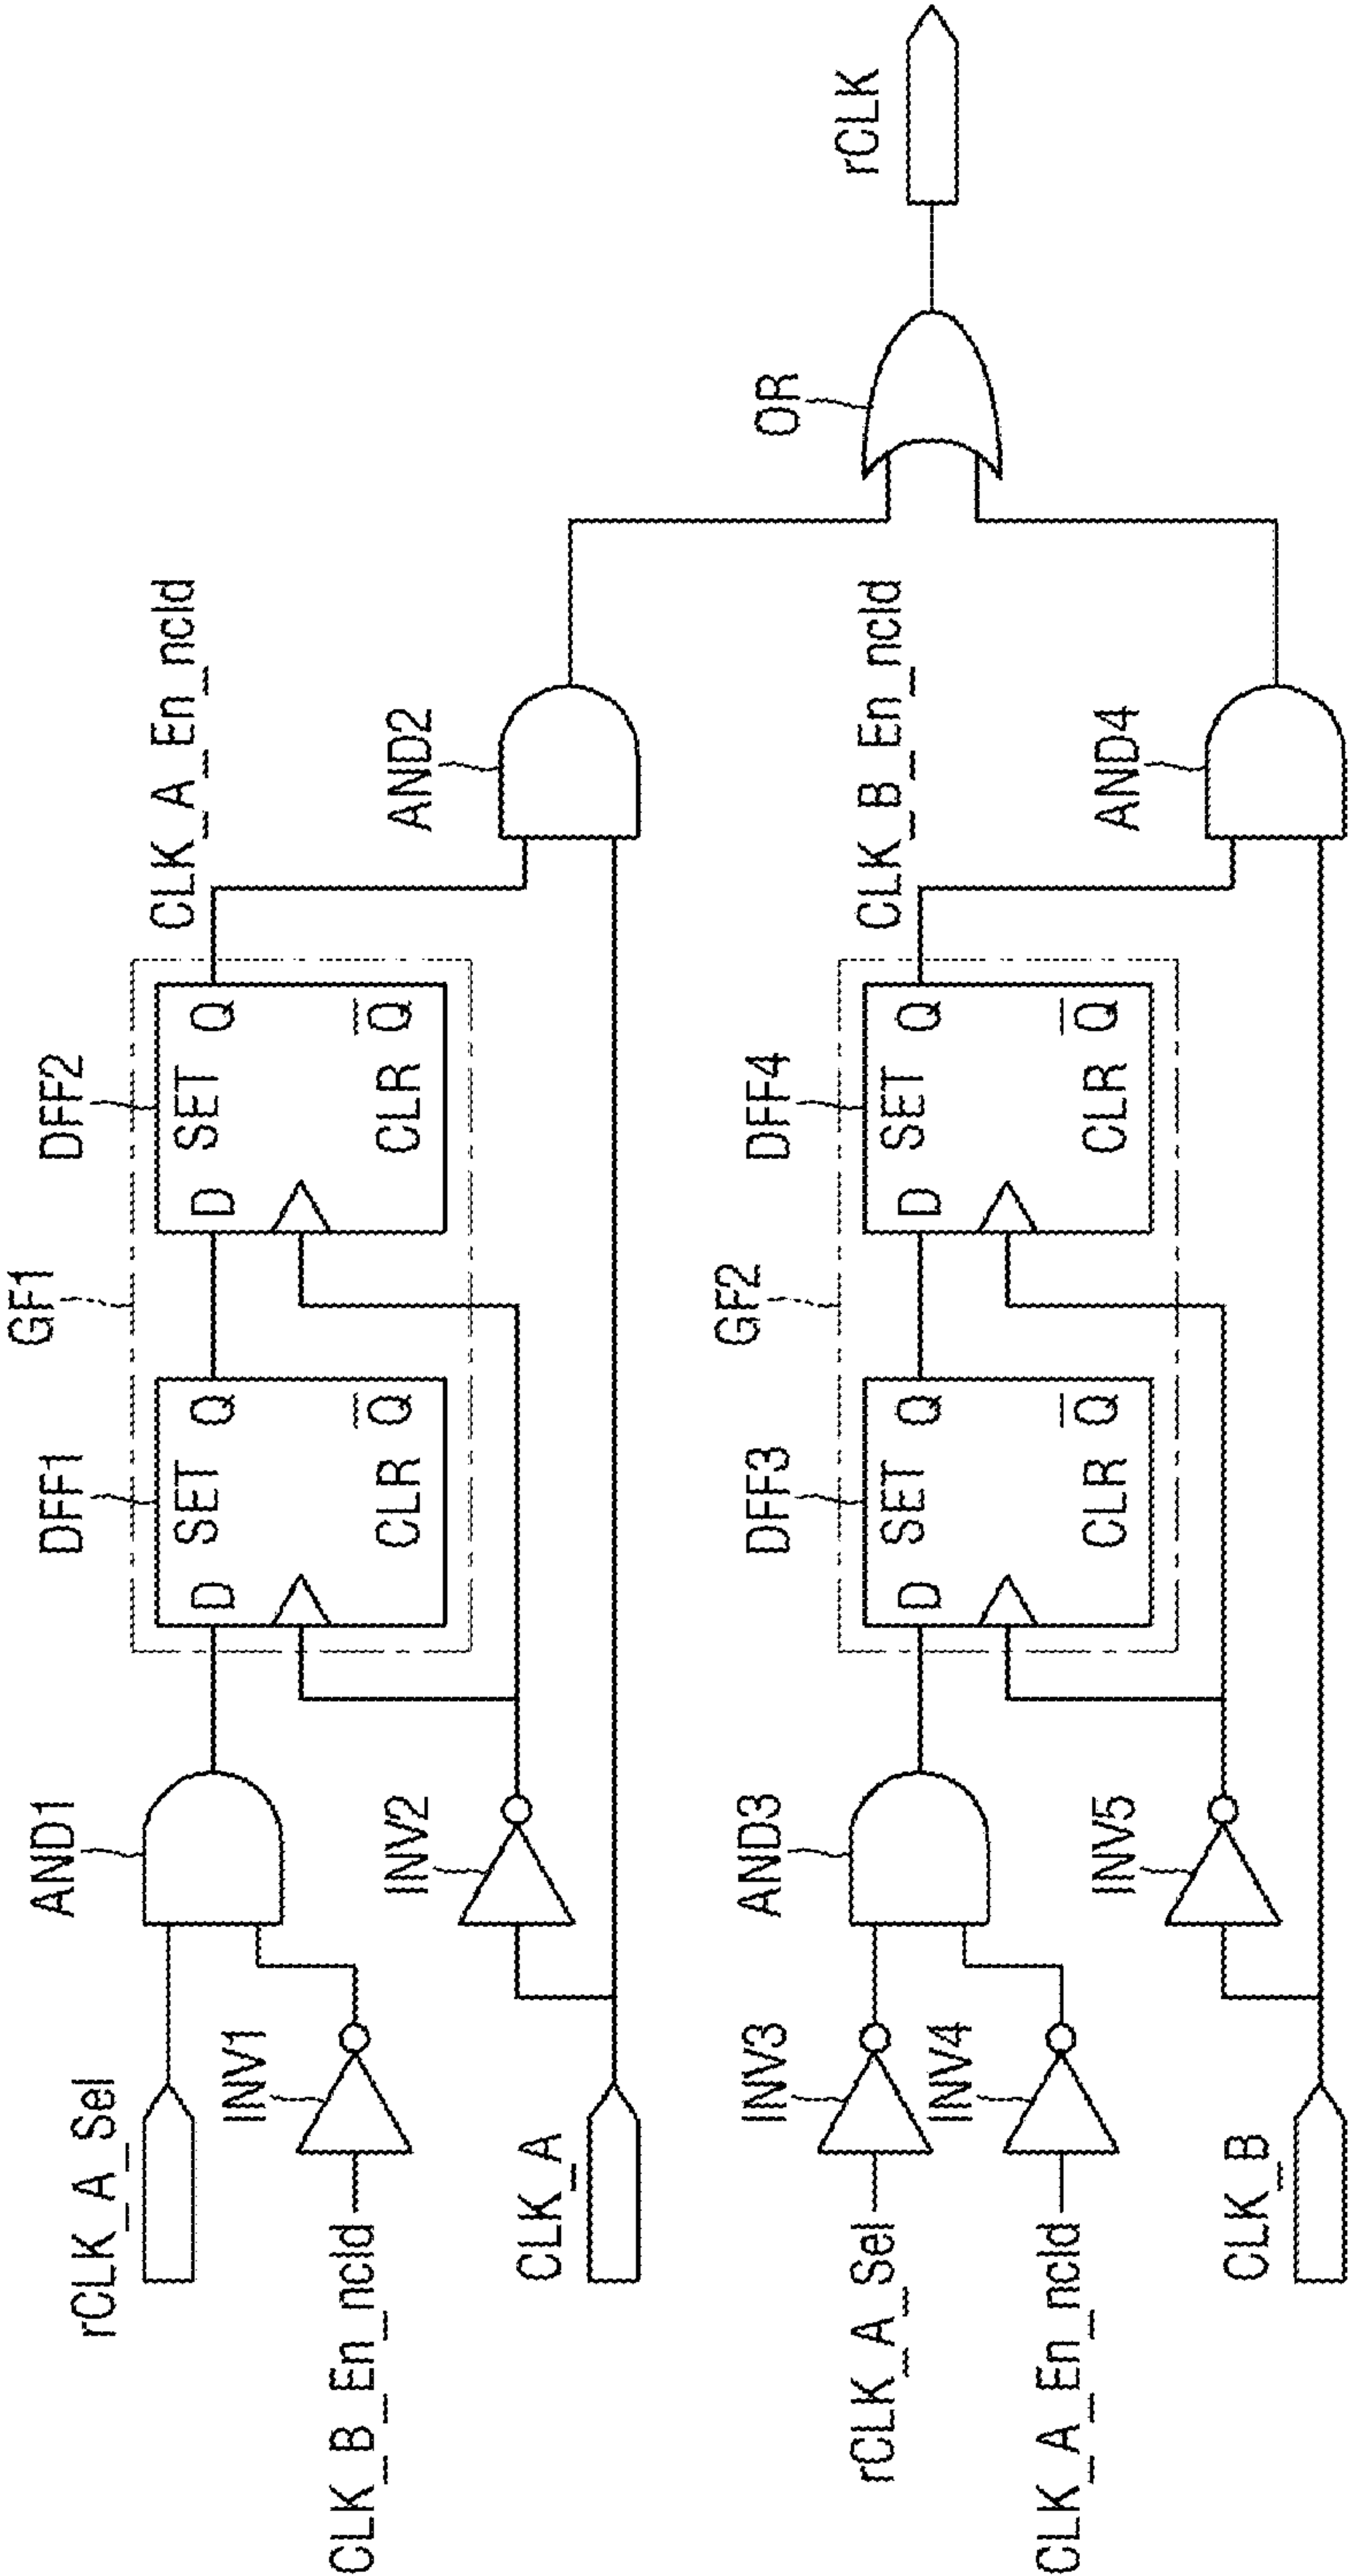 GF1
DFF1
DFF2
AND1
D SET Q
CLR Q
D SET Q
CLR Q
CLK_A_En_ncld
rCLK_A_Sel
INV1
CLK_B_En_ncld
INV2
AND2
CLK_A
OR
rCLK
GF2
DFF3
DFF4
INV3
AND3
D SET Q
CLR Q
D SET Q
CLR Q
CLK_B_En_ncld
rCLK_A_Sel
INV4
CLK_A_En_ncld
INV5
AND4
CLK_B